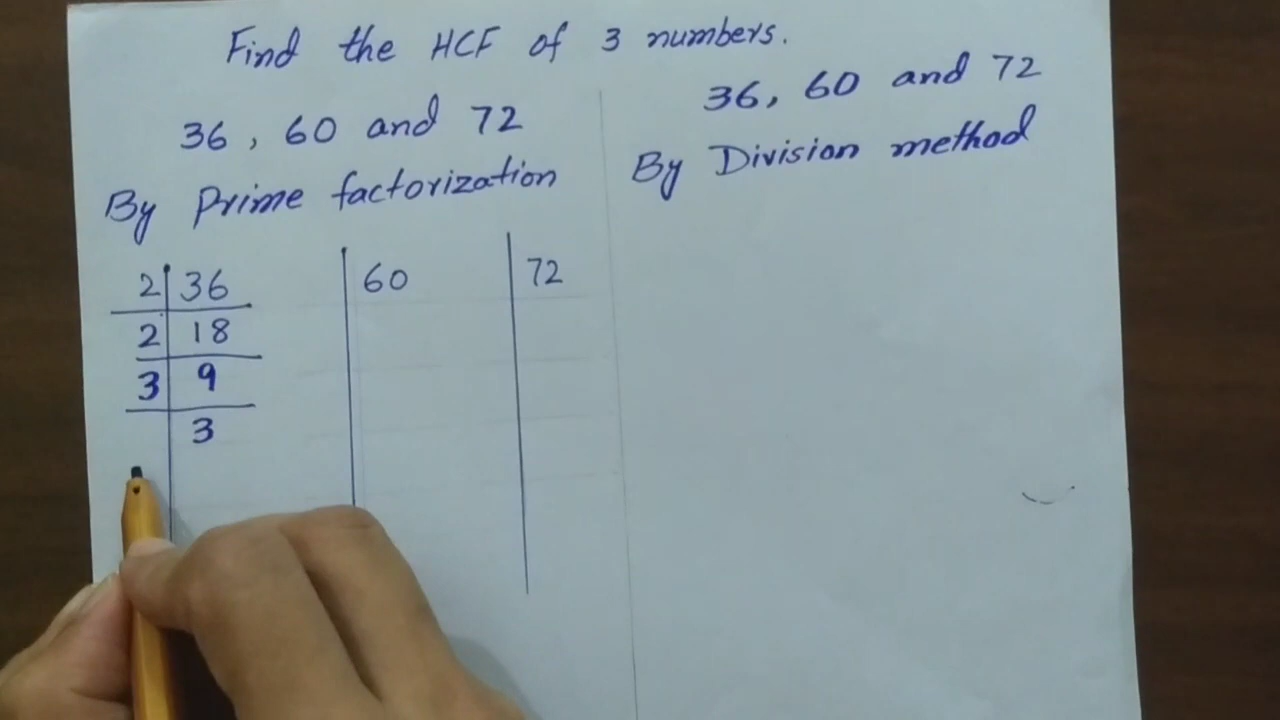 Find the HCF of 3 numbers.
36, 60 and 72
By Prime factorization
2 36
2 18
3 9
3
60
72
36, 60 and 72
By Division method